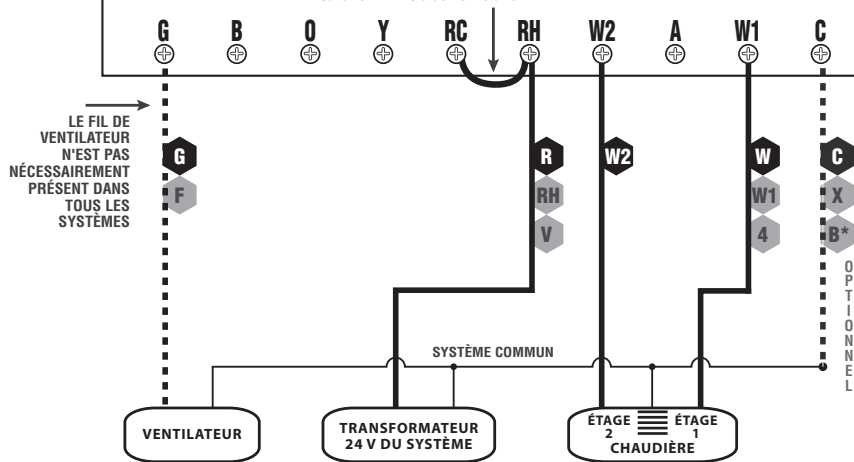 G B O Y RC RH W2 A W1 C
LE FIL DE
VENTILATEUR
N'EST PAS
NÉCESSAIREMENT
PRÉSENT DANS
TOUS LES
SYSTÈMES
G R W2 W C
F RH W1 X
V 4 B*
OPTIONNEL
SYSTÈME COMMUN
VENTILATEUR
TRANSFORMATEUR
24 V DU SYSTÈME
ÉTAGE
2
ÉTAGE
1
CHAUDIÈRE